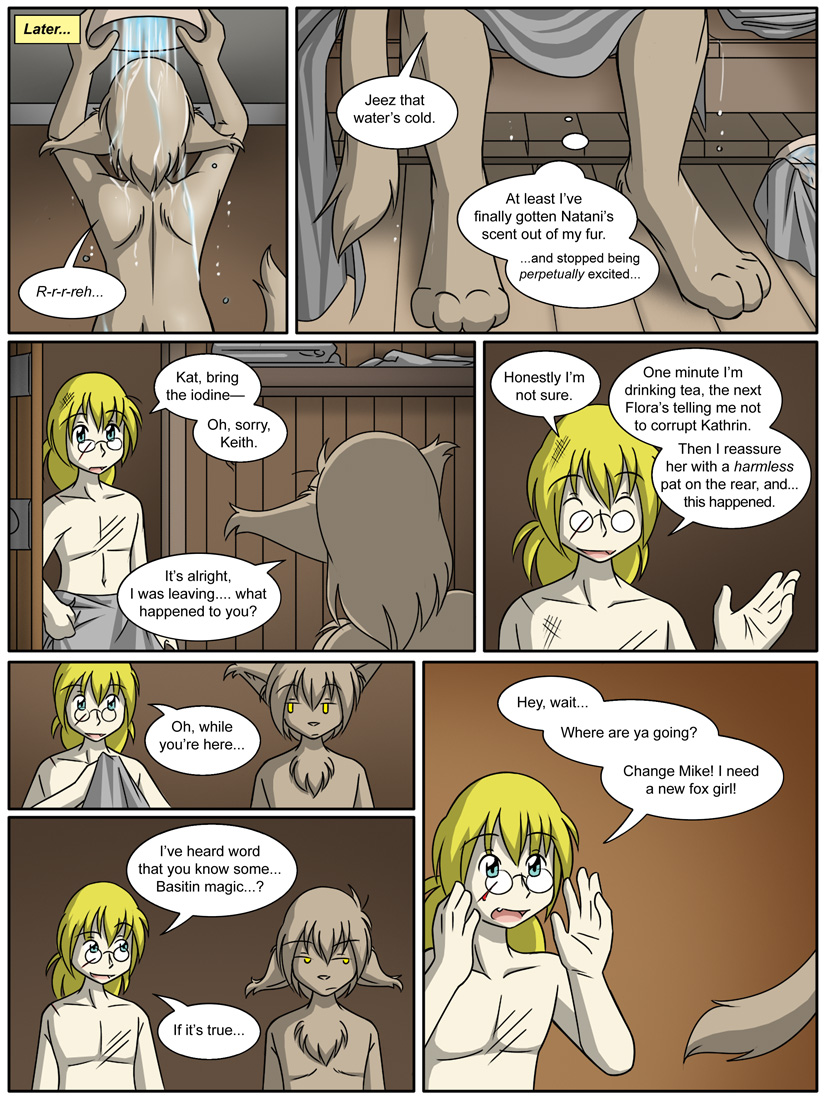 Later...
R-r-r-reh...
Jeez that
water's cold.
At least I've
finally gotten Natani's
scent out of my fur.
...and stopped being
perpetually excited...
Kat, bring
the iodine—
Oh, sorry,
Keith.
It's alright,
I was leaving.... what
happened to you?
Honestly I'm
not sure.
One minute I'm
drinking tea, the next
Flora's telling me not
to corrupt Kathrin.
Then I reassure
her with a harmless
pat on the rear, and...
this happened.
Oh, while
you're here...
I've heard word
that you know some...
Basitin magic...?
If it's true...
Hey, wait...
Where are ya going?
Change Mike! I need
a new fox girl!